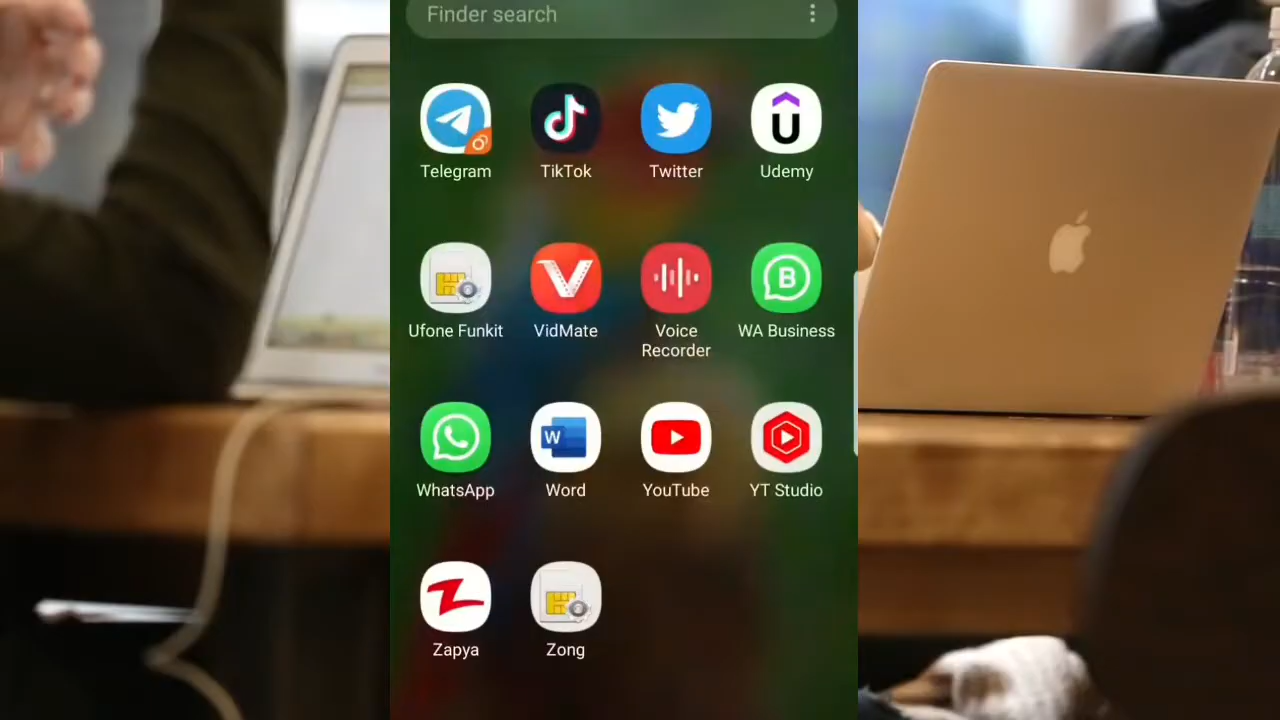 Finder search
Telegram TikTok Twitter Udemy
Ufone Funkit VidMate Voice Recorder WA Business
W
WhatsApp Word YouTube YT Studio
Zapya Zong